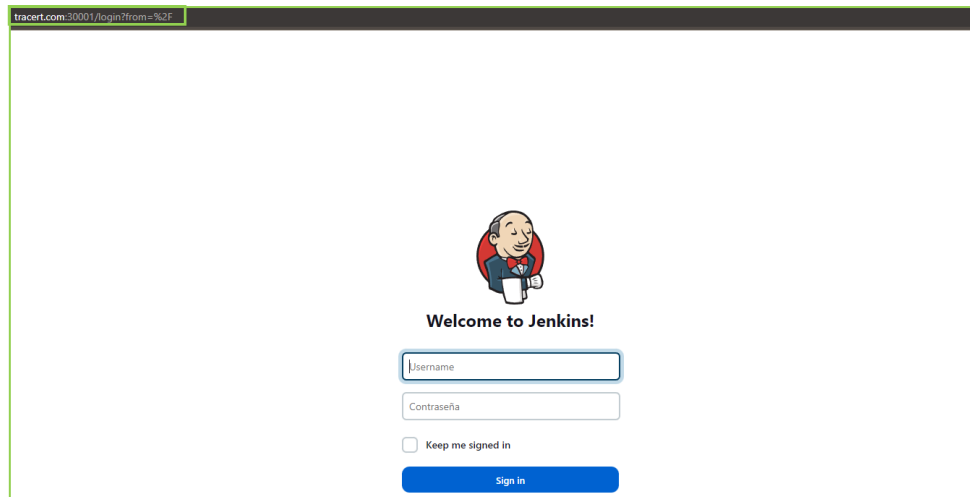 tracert.com:30001/login?from=%2F
Welcome to Jenkins!
Username
Contraseña
Keep me signed in
Sign in